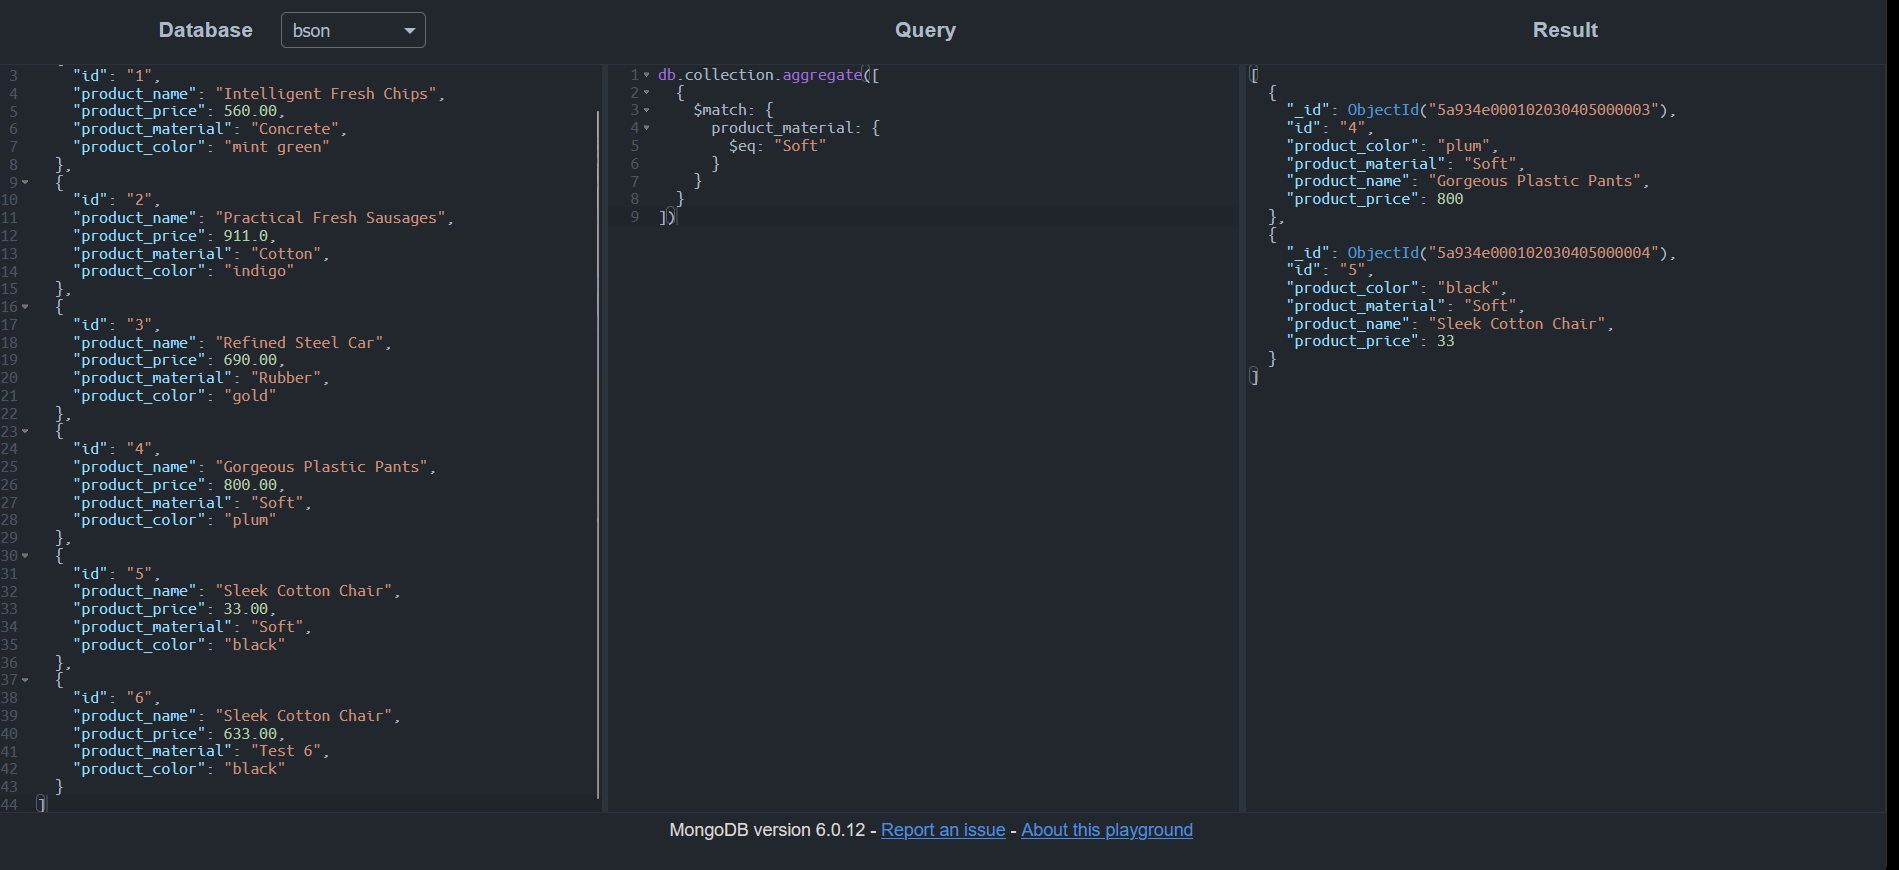 Database
bson
Query
Result
3 "id": "1",
4 "product_name": "Intelligent Fresh Chips",
5 "product_price": 560.00,
6 "product_material": "Concrete",
7 "product_color": "mint green"
8 },
9 {
10 "id": "2",
11 "product_name": "Practical Fresh Sausages",
12 "product_price": 911.0,
13 "product_material": "Cotton",
14 "product_color": "indigo"
15 },
16 {
17 "id": "3",
18 "product_name": "Refined Steel Car",
19 "product_price": 690.00,
20 "product_material": "Rubber",
21 "product_color": "gold"
22 },
23 {
24 "id": "4",
25 "product_name": "Gorgeous Plastic Pants",
26 "product_price": 800.00,
27 "product_material": "Soft",
28 "product_color": "plum"
29 },
30 {
31 "id": "5",
32 "product_name": "Sleek Cotton Chair",
33 "product_price": 33.00,
34 "product_material": "Soft",
35 "product_color": "black"
36 },
37 {
38 "id": "6",
39 "product_name": "Sleek Cotton Chair",
40 "product_price": 633.00,
41 "product_material": "Test 6",
42 "product_color": "black"
43 }
44 ]
1 db.collection.aggregate([
2 {
3 $match: {
4 product_material: {
5 $eq: "Soft"
6 }
7 }
8 }
9 ])
[
{
"_id": ObjectId("5a934e000102030405000003"),
"id": "4",
"product_color": "plum",
"product_material": "Soft",
"product_name": "Gorgeous Plastic Pants",
"product_price": 800
},
{
"_id": ObjectId("5a934e000102030405000004"),
"id": "5",
"product_color": "black",
"product_material": "Soft",
"product_name": "Sleek Cotton Chair",
"product_price": 33
}
]
MongoDB version 6.0.12 - Report an issue - About this playground